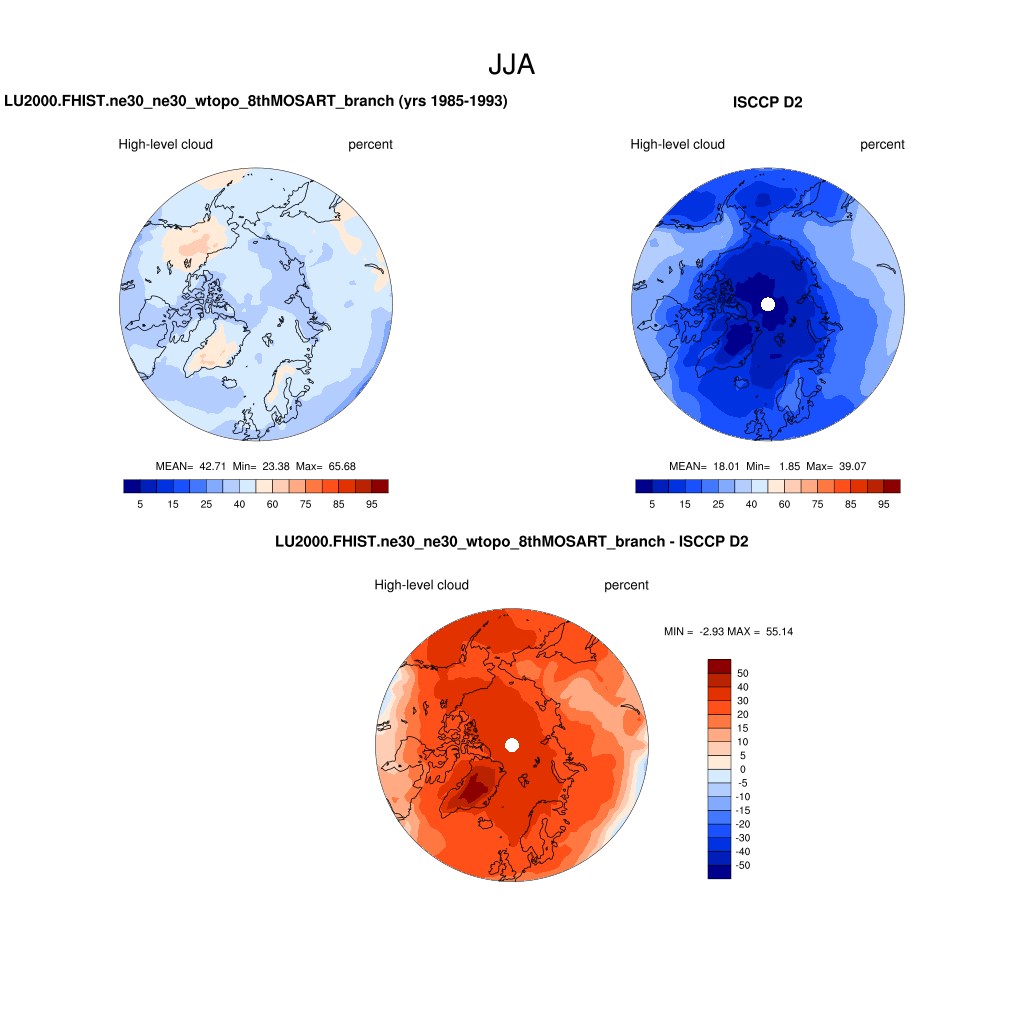 JJA
LU2000.FHIST.ne30_ne30_wtopo_8thMOSART_branch (yrs 1985-1993)
High-level cloud percent
MEAN= 42.71 Min= 23.38 Max= 65.68
5 15 25 40 60 75 85 95
ISCCP D2
High-level cloud percent
MEAN= 18.01 Min= 1.85 Max= 39.07
5 15 25 40 60 75 85 95
LU2000.FHIST.ne30_ne30_wtopo_8thMOSART_branch - ISCCP D2
High-level cloud percent
MIN = -2.93 MAX = 55.14
50
40
30
20
15
10
5
0
-5
-10
-15
-20
-30
-40
-50